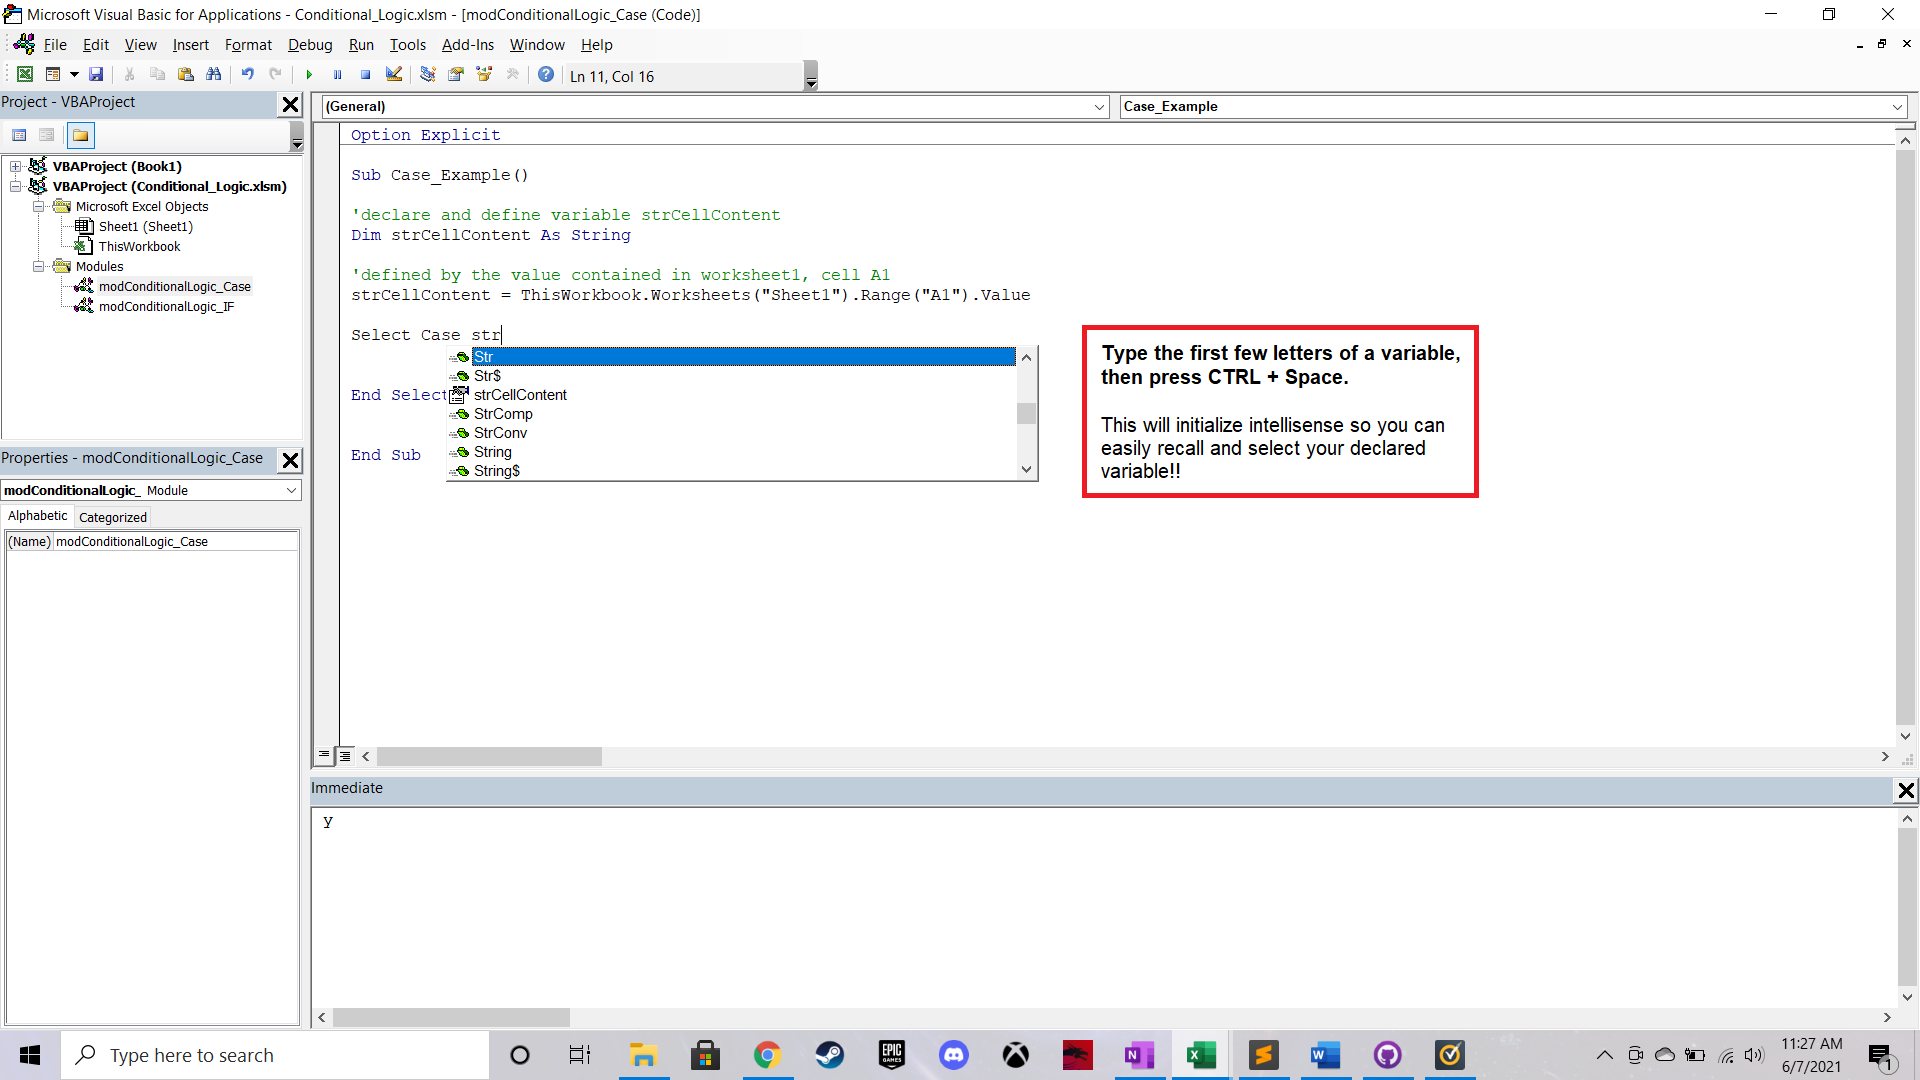 Microsoft Visual Basic for Applications - Conditional_Logic.xlsm - [modConditionalLogic_Case (Code)]
File Edit View Insert Format Debug Run Tools Add-Ins Window Help
Ln 11, Col 16
Project - VBAProject
VBAProject (Book1)
VBAProject (Conditional_Logic.xlsm)
Microsoft Excel Objects
Sheet1 (Sheet1)
ThisWorkbook
Modules
modConditionalLogic_Case
modConditionalLogic_IF
Properties - modConditionalLogic_Case
modConditionalLogic_ Module
Alphabetic Categorized
(Name) modConditionalLogic_Case
(General) Case_Example
Option Explicit
Sub Case_Example()
'declare and define variable strCellContent
Dim strCellContent As String
'defined by the value contained in worksheet1, cell A1
strCellContent = ThisWorkbook.Worksheets("Sheet1").Range("A1").Value
Select Case str
Str
Str$
strCellContent
StrComp
StrConv
String
String$
End Select
End Sub
Type the first few letters of a variable,
then press CTRL + Space.
This will initialize intellisense so you can
easily recall and select your declared
variable!!
Immediate
y
Type here to search
EPIC
GAMES
N
X
S
W
11:27 AM
6/7/2021
1